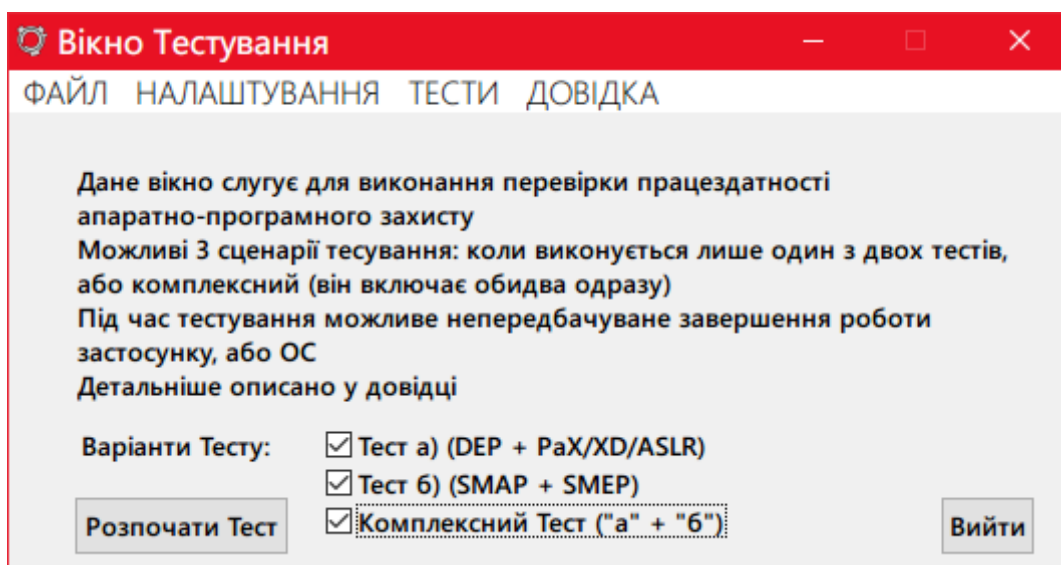 Вікно Тестування
ФАЙЛ НАЛАШТУВАННЯ ТЕСТИ ДОВІДКА
Дане вікно слугує для виконання перевірки працездатності
апаратно-програмного захисту
Можливі 3 сценарії тесування: коли виконується лише один з двох тестів,
або комплексний (він включає обидва одразу)
Під час тестування можливе непередбачуване завершення роботи
застосунку, або ОС
Детальніше описано у довідці
Варіанти Тесту:
Тест а) (DEP + PaX/XD/ASLR)
Тест б) (SMAP + SMEP)
Комплексний Тест ("а" + "б")
Розпочати Тест
Вийти